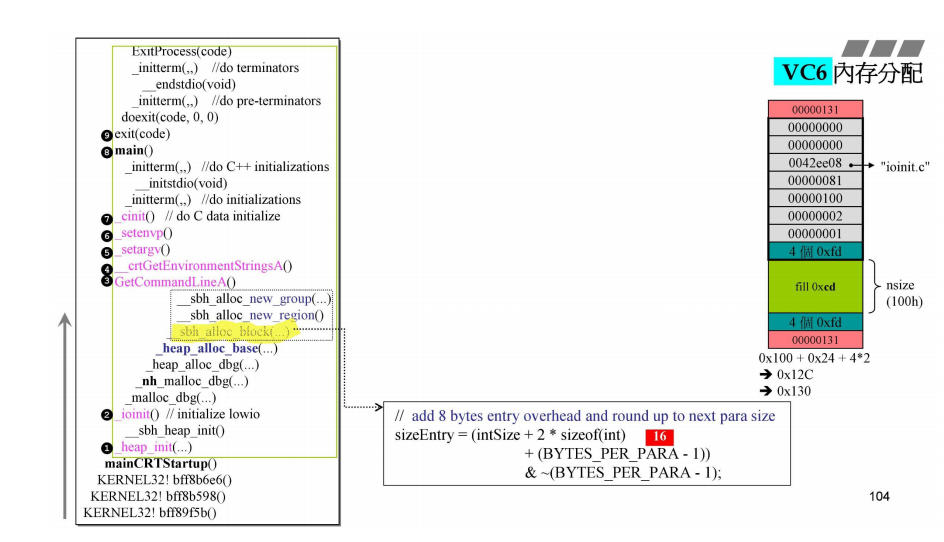 ExitProcess(code)
_initterm(,,) //do terminators
__endstdio(void)
_initterm(,,) //do pre-terminators
doexit(code, 0, 0)
❾ exit(code)
❽ main()
_initterm(,,) //do C++ initializations
__initstdio(void)
_initterm(,,) //do initializations
❼ _cinit() // do C data initialize
❻ _setenvp()
❺ _setargv()
❹ __crtGetEnvironmentStringsA()
❸ GetCommandLineA()
__sbh_alloc_new_group(...)
__sbh_alloc_new_region()
__sbh_alloc_block(...)
_heap_alloc_base(...)
_heap_alloc_dbg(...)
_nh_malloc_dbg(...)
_malloc_dbg(...)
❷ _ioinit() // initialize lowio
__sbh_heap_init()
❶ _heap_init(...)
mainCRTStartup()
KERNEL32! bff8b6e6()
KERNEL32! bff8b598()
KERNEL32! bff89f5b()
// add 8 bytes entry overhead and round up to next para size
sizeEntry = (intSize + 2 * sizeof(int) 16
+ (BYTES_PER_PARA - 1))
& ~(BYTES_PER_PARA - 1);
VC6 內存分配
00000131
00000000
00000000
0042ee08 "ioinit.c"
00000081
00000100
00000002
00000001
4 個 0xfd
fill 0xcd
nsize
(100h)
4 個 0xfd
00000131
0x100 + 0x24 + 4*2
➔ 0x12C
➔ 0x130
104